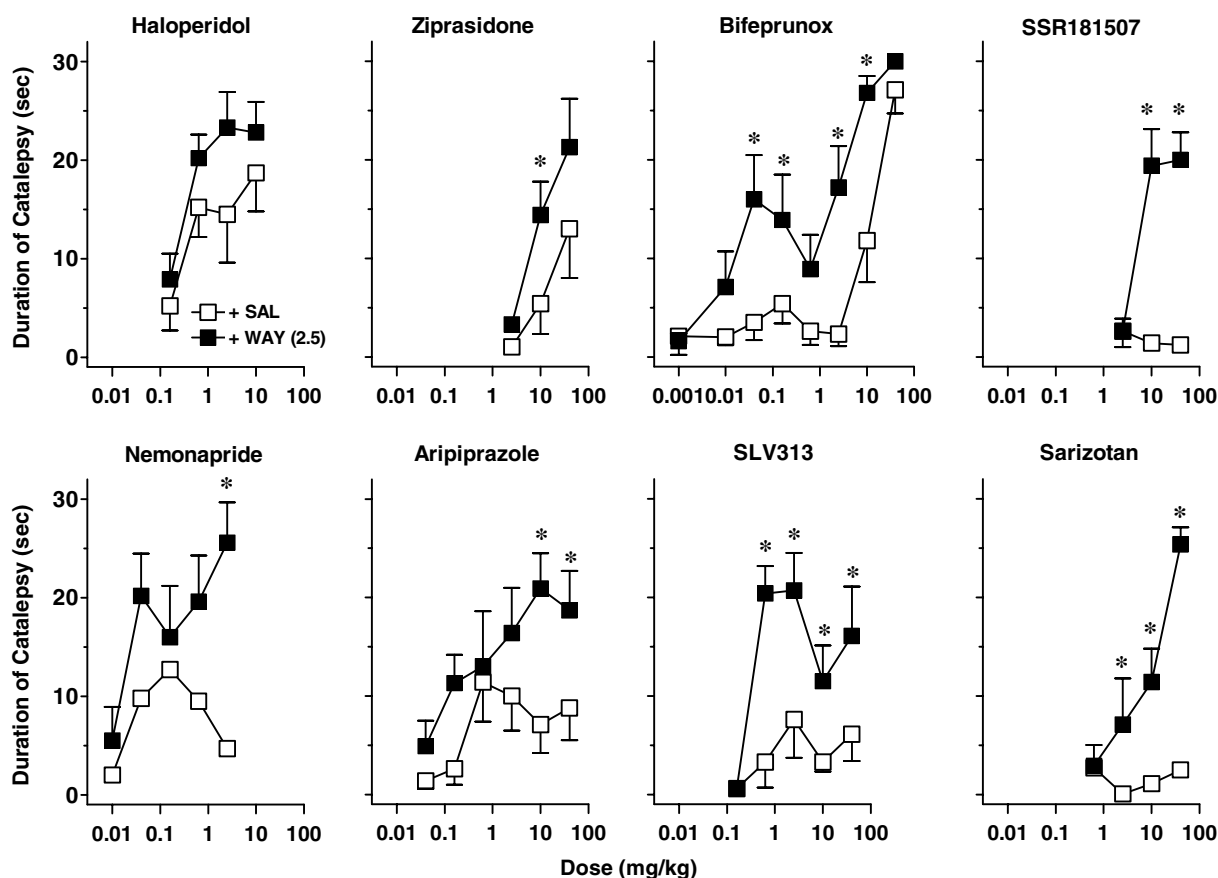 Haloperidol Ziprasidone Bifeprunox SSR181507
Duration of Catalepsy (sec)
30
20
10
0
+ SAL
+ WAY (2.5)
* * * * * * *
0.01 0.1 1 10 100
0.01 0.1 1 10 100
0.001 0.01 0.1 1 10 100
0.01 0.1 1 10 100
Nemonapride Aripiprazole SLV313 Sarizotan
Duration of Catalepsy (sec)
30
20
10
0
* * * * * * * * * *
0.01 0.1 1 10 100
0.01 0.1 1 10 100
0.01 0.1 1 10 100
0.01 0.1 1 10 100
Dose (mg/kg)